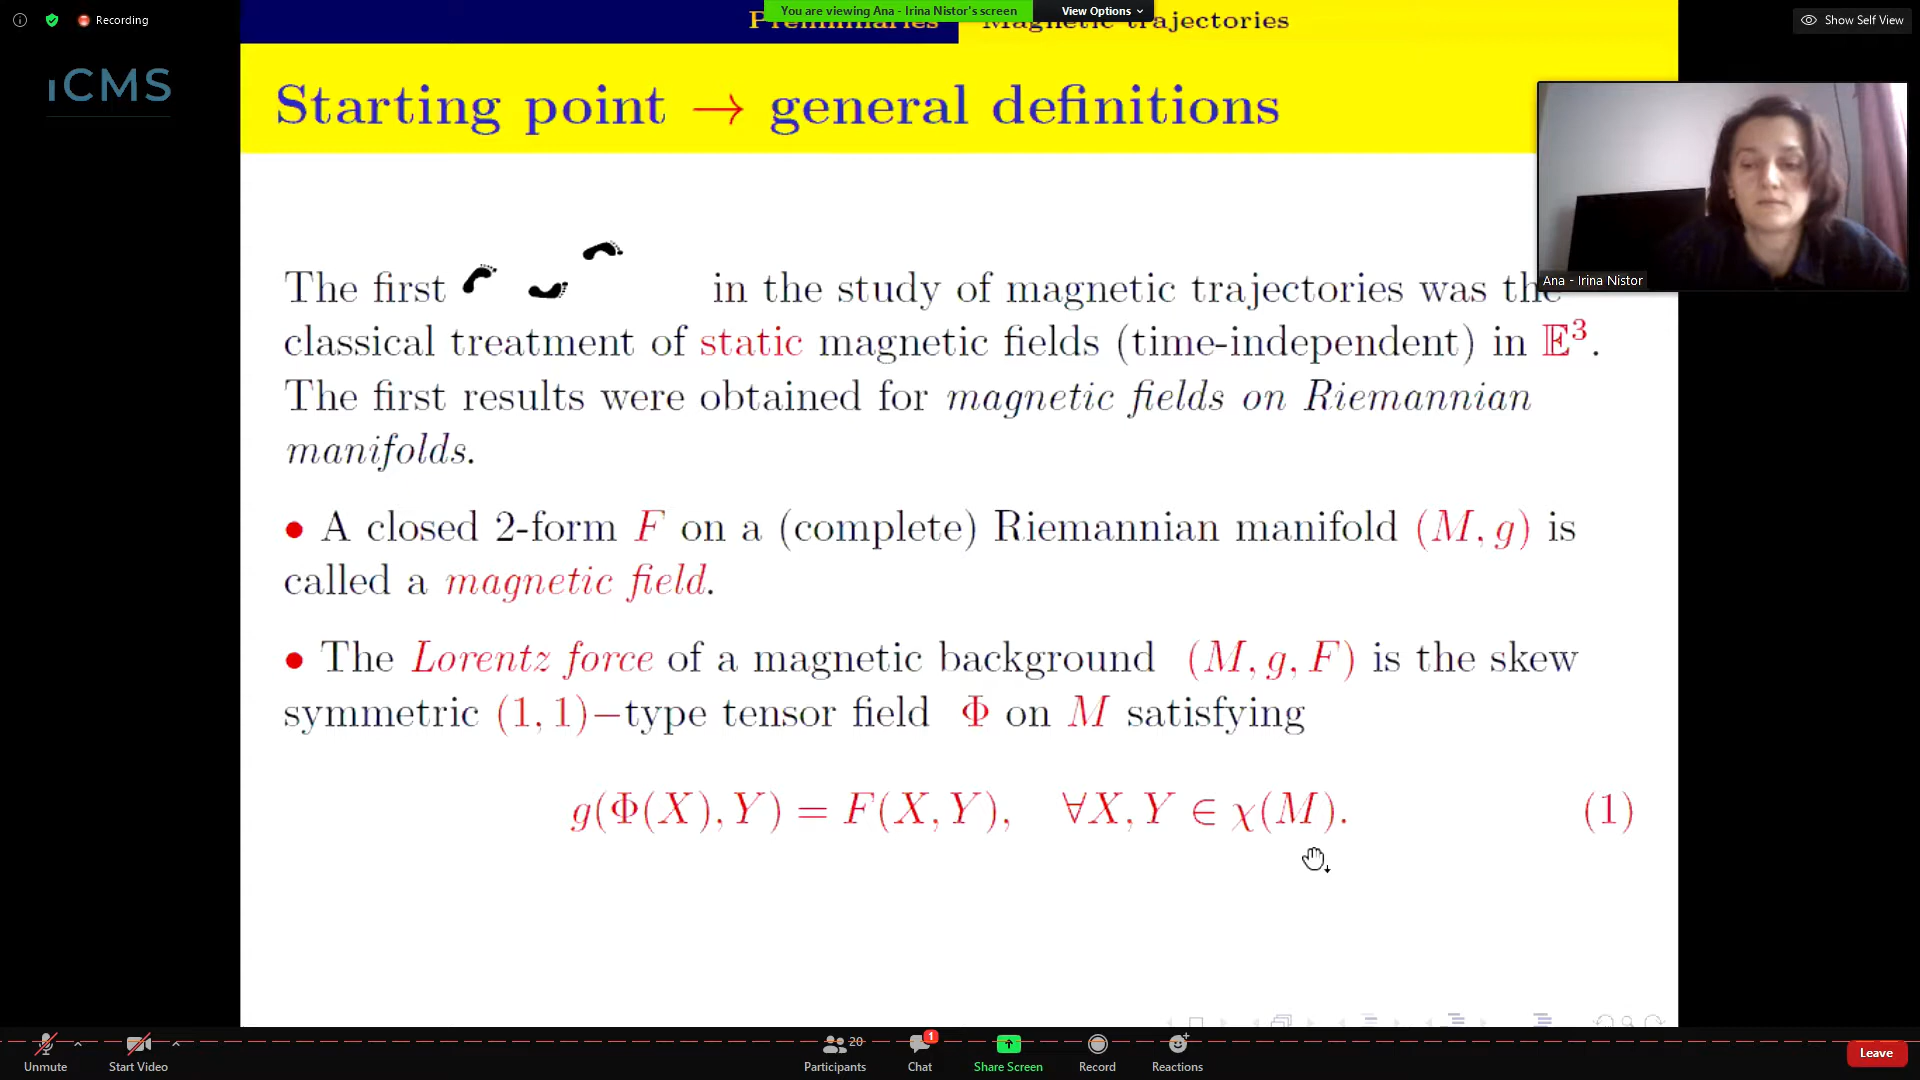 Recording
Preliminaries Magnetic trajectories
You are viewing Ana - Irina Nistor's screen
View Options
Show Self View
iCMS
Starting point → general definitions
Ana - Irina Nistor
The first in the study of magnetic trajectories was the
classical treatment of static magnetic fields (time-independent) in 𝔼³.
The first results were obtained for magnetic fields on Riemannian
manifolds.
• A closed 2-form F on a (complete) Riemannian manifold (M, g) is
called a magnetic field.
• The Lorentz force of a magnetic background (M, g, F) is the skew
symmetric (1, 1)−type tensor field Φ on M satisfying
g(Φ(X), Y) = F(X, Y), ∀X, Y ∈ χ(M). (1)
Unmute
Start Video
20
Participants
1
Chat
Share Screen
Record
Reactions
Leave